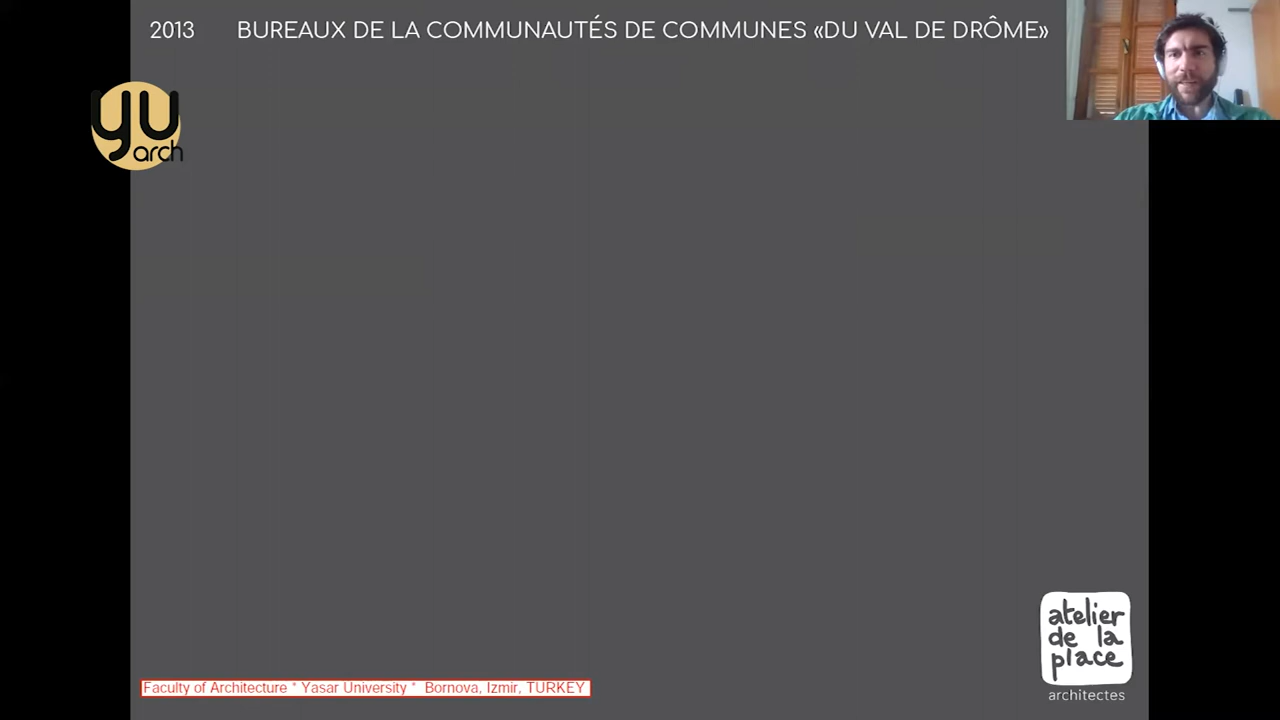 2013 BUREAUX DE LA COMMUNAUTÉS DE COMMUNES «DU VAL DE DRÔME»
yu
arch
atelier
de la
place
architectes
Faculty of Architecture * Yasar University * Bornova, Izmir, TURKEY